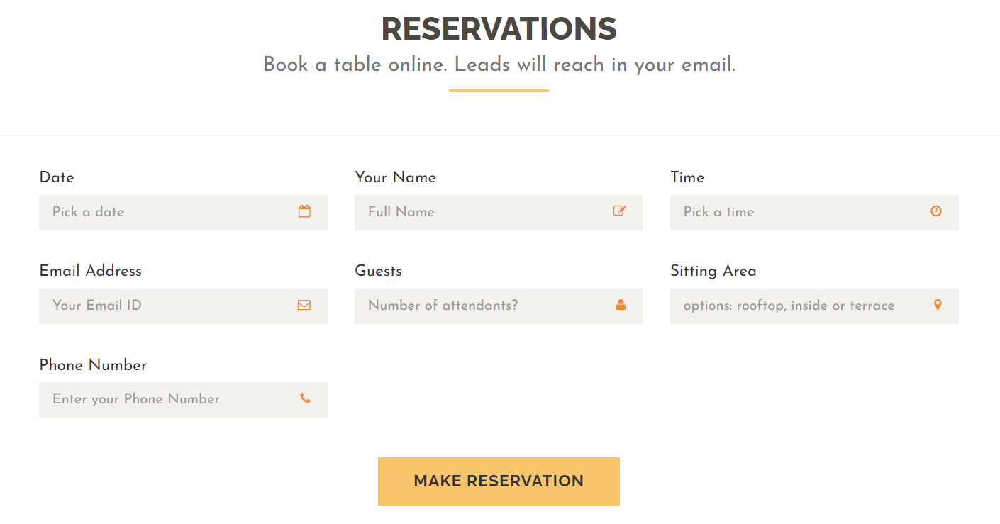 RESERVATIONS
Book a table online. Leads will reach in your email.
Date
Your Name
Time
Pick a date
Full Name
Pick a time
Email Address
Guests
Sitting Area
Your Email ID
Number of attendants?
options: rooftop, inside or terrace
Phone Number
Enter your Phone Number
MAKE RESERVATION